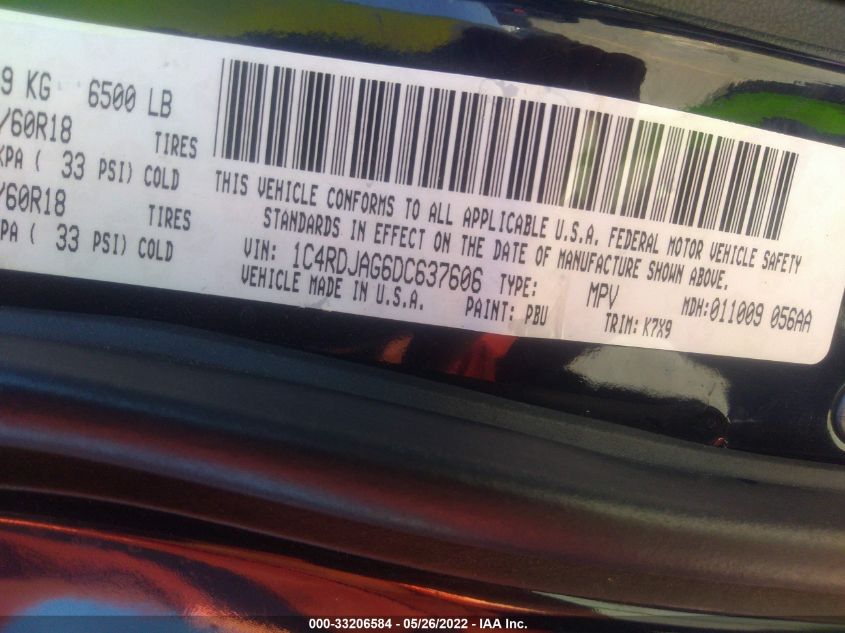 9 KG 6500 LB
/60R18 TIRES
KPA ( 33 PSI) COLD
/60R18 TIRES
PA ( 33 PSI) COLD
THIS VEHICLE CONFORMS TO ALL APPLICABLE U.S.A. FEDERAL MOTOR VEHICLE SAFETY
STANDARDS IN EFFECT ON THE DATE OF MANUFACTURE SHOWN ABOVE.
VIN: 1C4RDJAG6DC637606 TYPE: MPV MDH:011009 056AA
VEHICLE MADE IN U.S.A. PAINT: PBU TRIM: K7X9
000-33206584 - 05/26/2022 - IAA Inc.